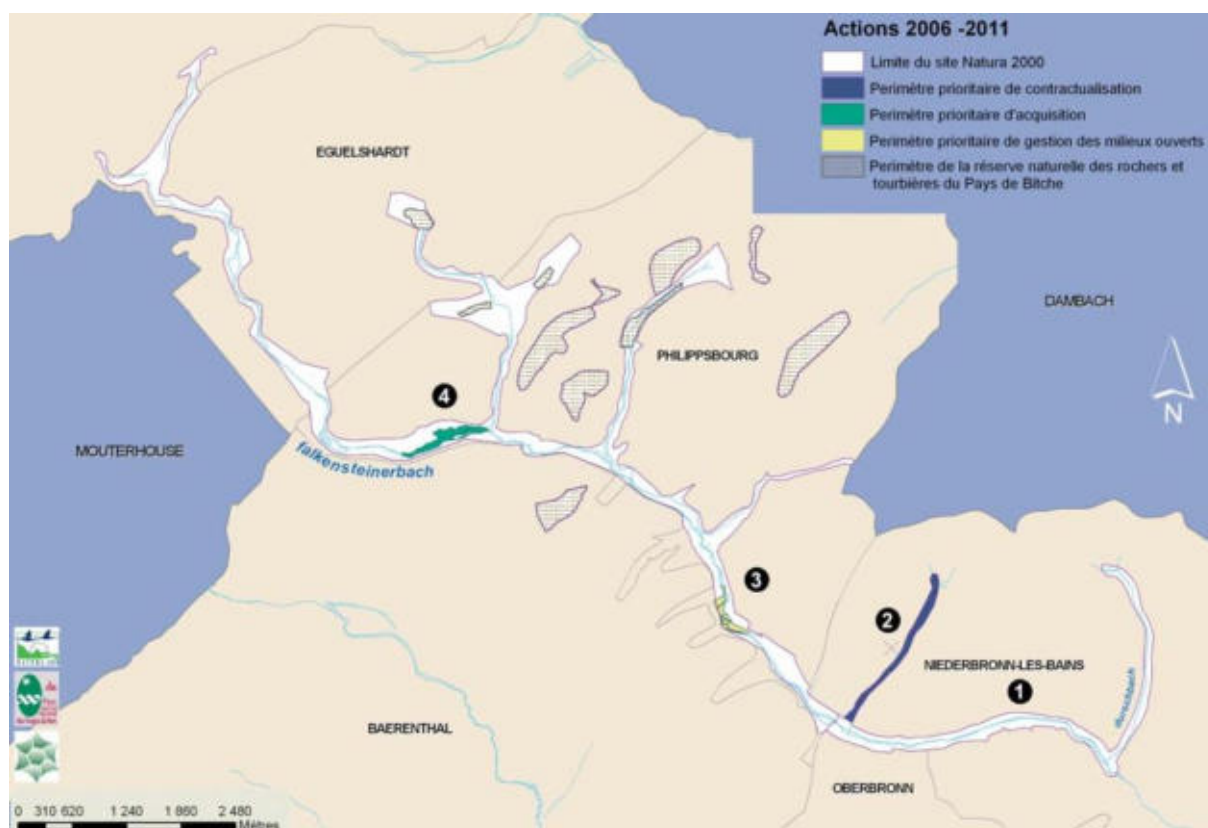 Actions 2006 -2011
Limite du site Natura 2000
Perimètre prioritaire de contractualisation
Perimètre prioritaire d'acquisition
Perimètre prioritaire de gestion des milieux ouverts
Perimètre de la réserve naturelle des rochers et
tourbières du Pays de Bitche
EGUELSHARDT
DAMBACH
PHILIPPSBOURG
4
MOUTERHOUSE
falkensteinerbach
N
3
2
NIEDERBRONN-LES-BAINS
1
BAERENTHAL
OBERBRONN
0 310 620 1 240 1 860 2 480
Mètres